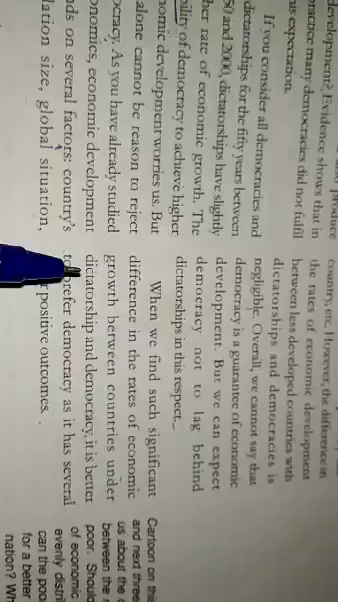 produce
development? Evidence shows that in
practice many democracies did not fulfil
this expectation.
If you consider all democracies and
dictatorships for the fifty years between
50 and 2000, dictatorships have slightly
her rate of economic growth. The
bility of democracy to achieve higher
nomic development worries us. But
alone cannot be reason to reject
ocracy. As you have already studied
onomics, economic development
nds on several factors: country's
lation size, global situation,
country, etc. However, the difference in
the rates of economic development
between less developed countries with
dictatorships and democracies is
negligible. Overall, we cannot say that
democracy is a guarantee of economic
development. But we can expect
democracy not to lag behind
dictatorships in this respect.
When we find such significant
difference in the rates of economic
growth between countries under
dictatorship and democracy, it is better
to prefer democracy as it has several
r positive outcomes.
Cartoon on this
and next three
us about the
between the
poor. Should
of economic
evenly distri
can the poor
for a better
nation? Wh